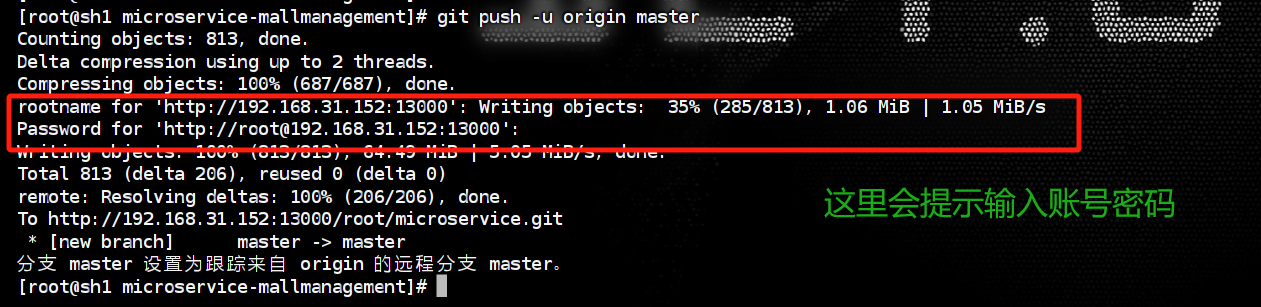 [root@sh1 microservice-mallmanagement]# git push -u origin master
Counting objects: 813, done.
Delta compression using up to 2 threads.
Compressing objects: 100% (687/687), done.
rootname for 'http://192.168.31.152:13000': Writing objects:  35% (285/813), 1.06 MiB | 1.05 MiB/s
Password for 'http://root@192.168.31.152:13000':
Writing objects: 100% (813/813), 64.49 MiB | 5.05 MiB/s, done.
Total 813 (delta 206), reused 0 (delta 0)
remote: Resolving deltas: 100% (206/206), done.
这里会提示输入账号密码
To http://192.168.31.152:13000/root/microservice.git
 * [new branch]      master -> master
分支 master 设置为跟踪来自 origin 的远程分支 master。
[root@sh1 microservice-mallmanagement]#